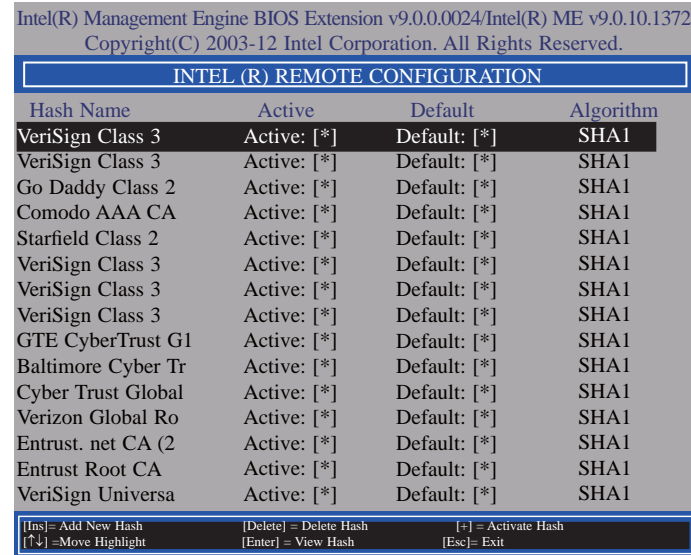 Intel(R) Management Engine BIOS Extension v9.0.0.0024/Intel(R) ME v9.0.10.1372
Copyright(C) 2003-12 Intel Corporation. All Rights Reserved.
INTEL (R) REMOTE CONFIGURATION
Hash Name Active Default Algorithm
VeriSign Class 3 Active: [*] Default: [*] SHA1
VeriSign Class 3 Active: [*] Default: [*] SHA1
Go Daddy Class 2 Active: [*] Default: [*] SHA1
Comodo AAA CA Active: [*] Default: [*] SHA1
Starfield Class 2 Active: [*] Default: [*] SHA1
VeriSign Class 3 Active: [*] Default: [*] SHA1
VeriSign Class 3 Active: [*] Default: [*] SHA1
VeriSign Class 3 Active: [*] Default: [*] SHA1
GTE CyberTrust G1 Active: [*] Default: [*] SHA1
Baltimore Cyber Tr Active: [*] Default: [*] SHA1
Cyber Trust Global Active: [*] Default: [*] SHA1
Verizon Global Ro Active: [*] Default: [*] SHA1
Entrust. net CA (2 Active: [*] Default: [*] SHA1
Entrust Root CA Active: [*] Default: [*] SHA1
VeriSign Universa Active: [*] Default: [*] SHA1
[Ins]= Add New Hash [Delete] = Delete Hash [+] = Activate Hash
[↑↓] =Move Highlight [Enter] = View Hash [Esc]= Exit